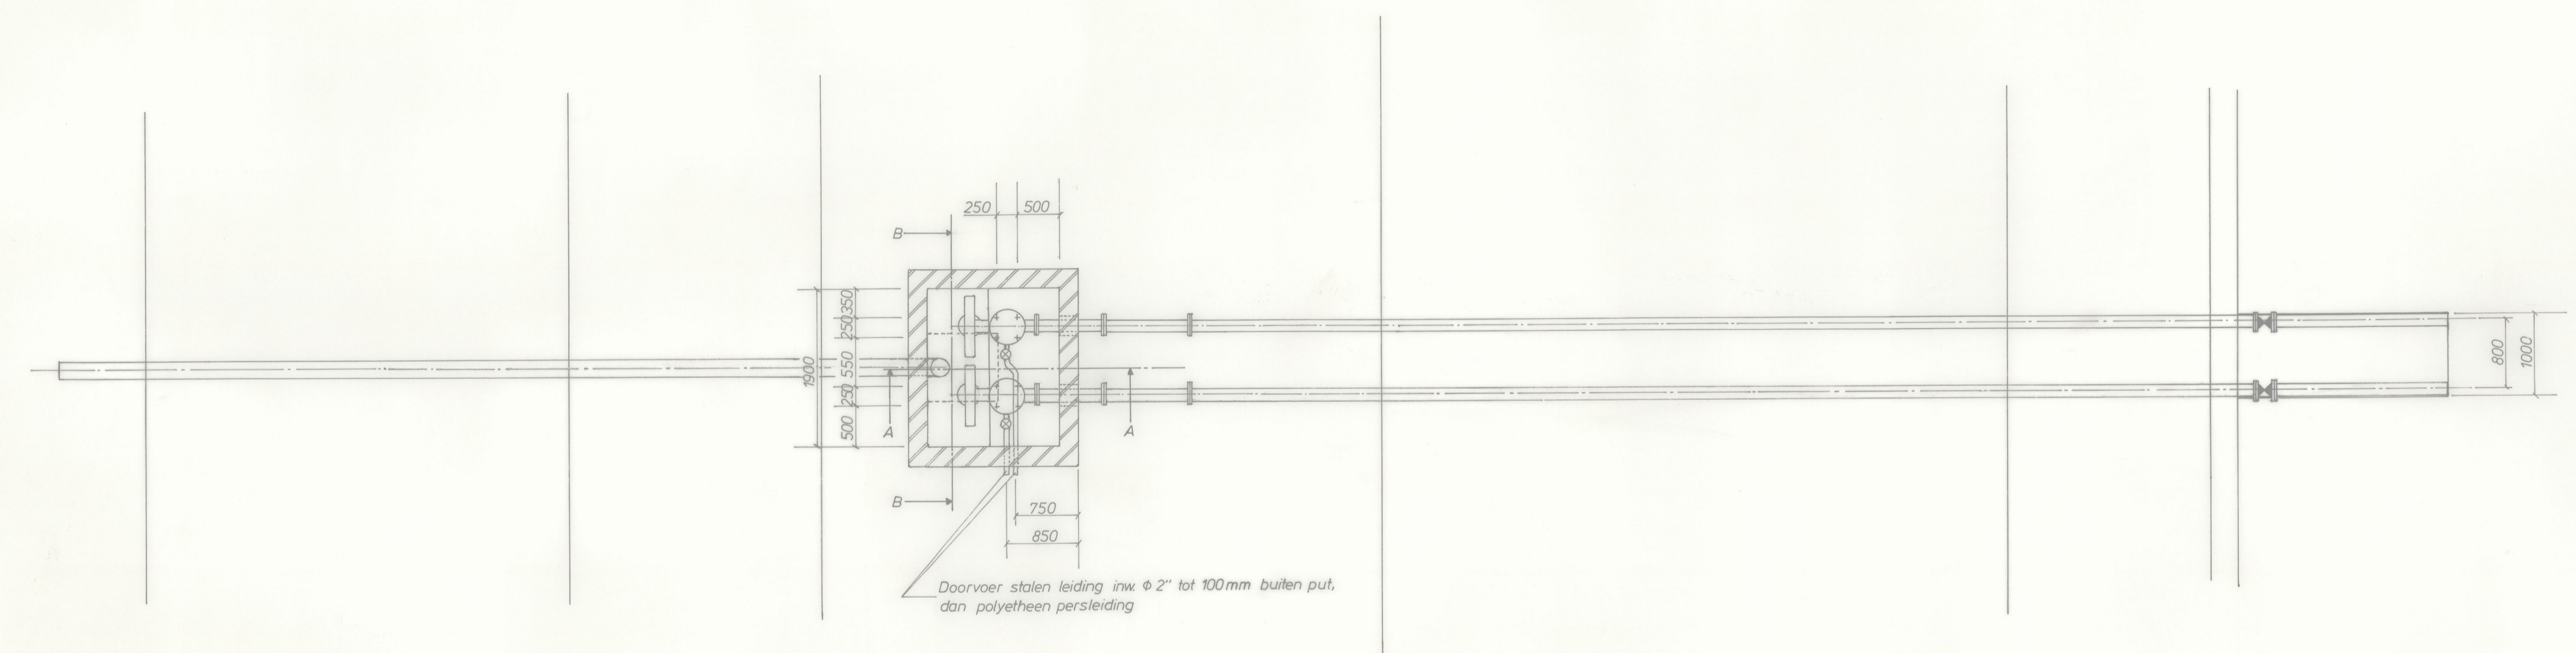 250 500
B
350
250
550
250
500
1900
A
A
B
750
850
800
1000
Doorvoer stalen leiding inw. Φ 2" tot 100mm buiten put,
dan polyetheen persleiding